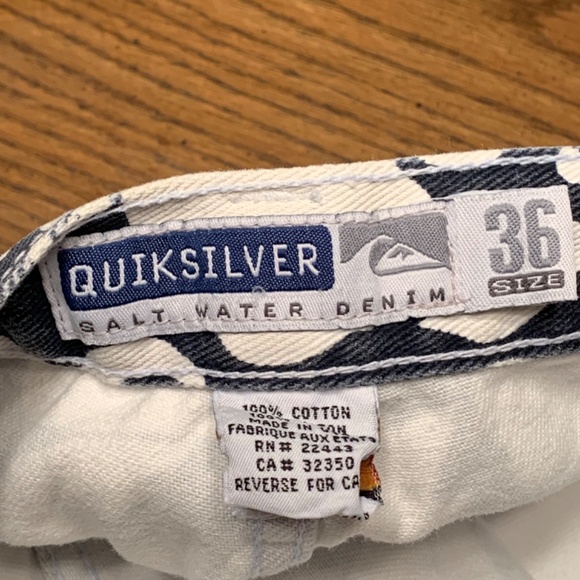 QUIKSILVER
SALT WATER DENIM
36
SIZE
100% COTTON
MADE IN
FABRIQUE AUX ETATS
RN# 22443
CA# 32350
REVERSE FOR CA